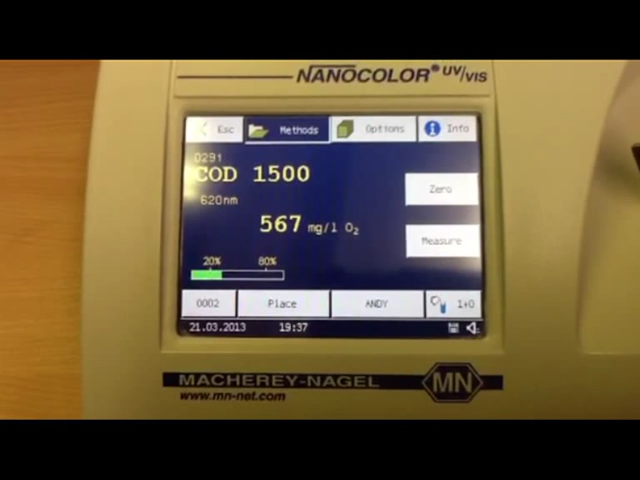 NANOCOLOR® UV/VIS
Esc Methods Options Info
0291
COD 1500
Zero
620nm
567 mg/l O₂
Measure
20% 80%
0002 Place ANDY 1+0
21.03.2013 19:37
MACHEREY-NAGEL MN
www.mn-net.com